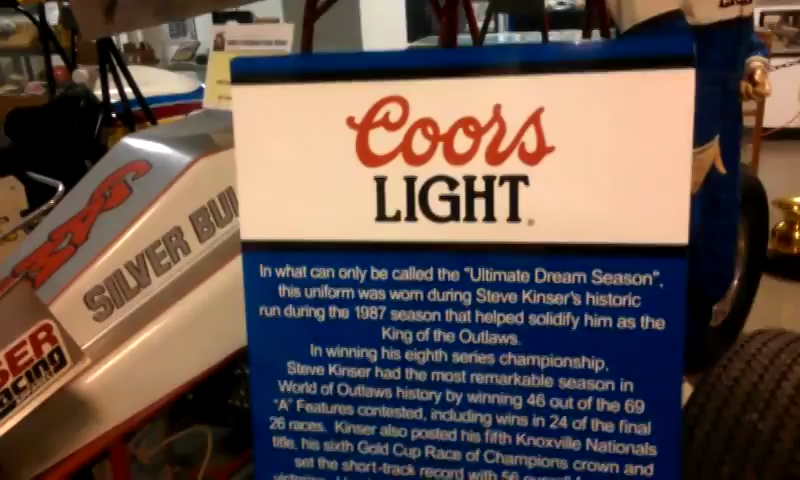 Coors
LIGHT
SILVER BUL
SER
acing
In what can only be called the "Ultimate Dream Season",
this uniform was worn during Steve Kinser's historic
run during the 1987 season that helped solidify him as the
King of the Outlaws.
In winning his eighth series championship,
Steve Kinser had the most remarkable season in
World of Outlaws history by winning 46 out of the 69
"A" Features contested, including wins in 24 of the final
26 races. Kinser also posted his fifth Knoxville Nationals
title, his sixth Gold Cup Race of Champions crown and
set the short-track record with 56